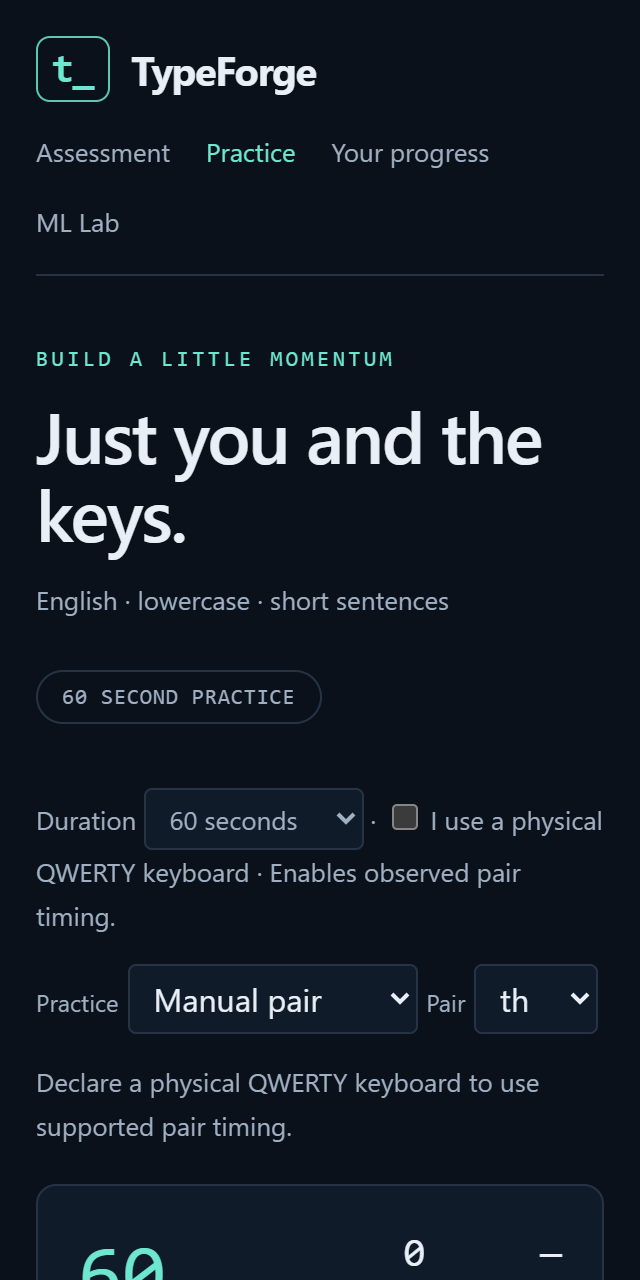 t_ TypeForge
Assessment Practice Your progress
ML Lab
BUILD A LITTLE MOMENTUM
Just you and the
keys.
English · lowercase · short sentences
60 SECOND PRACTICE
Duration 60 seconds · I use a physical
QWERTY keyboard · Enables observed pair
timing.
Practice Manual pair Pair th
Declare a physical QWERTY keyboard to use
supported pair timing.
60 0 —